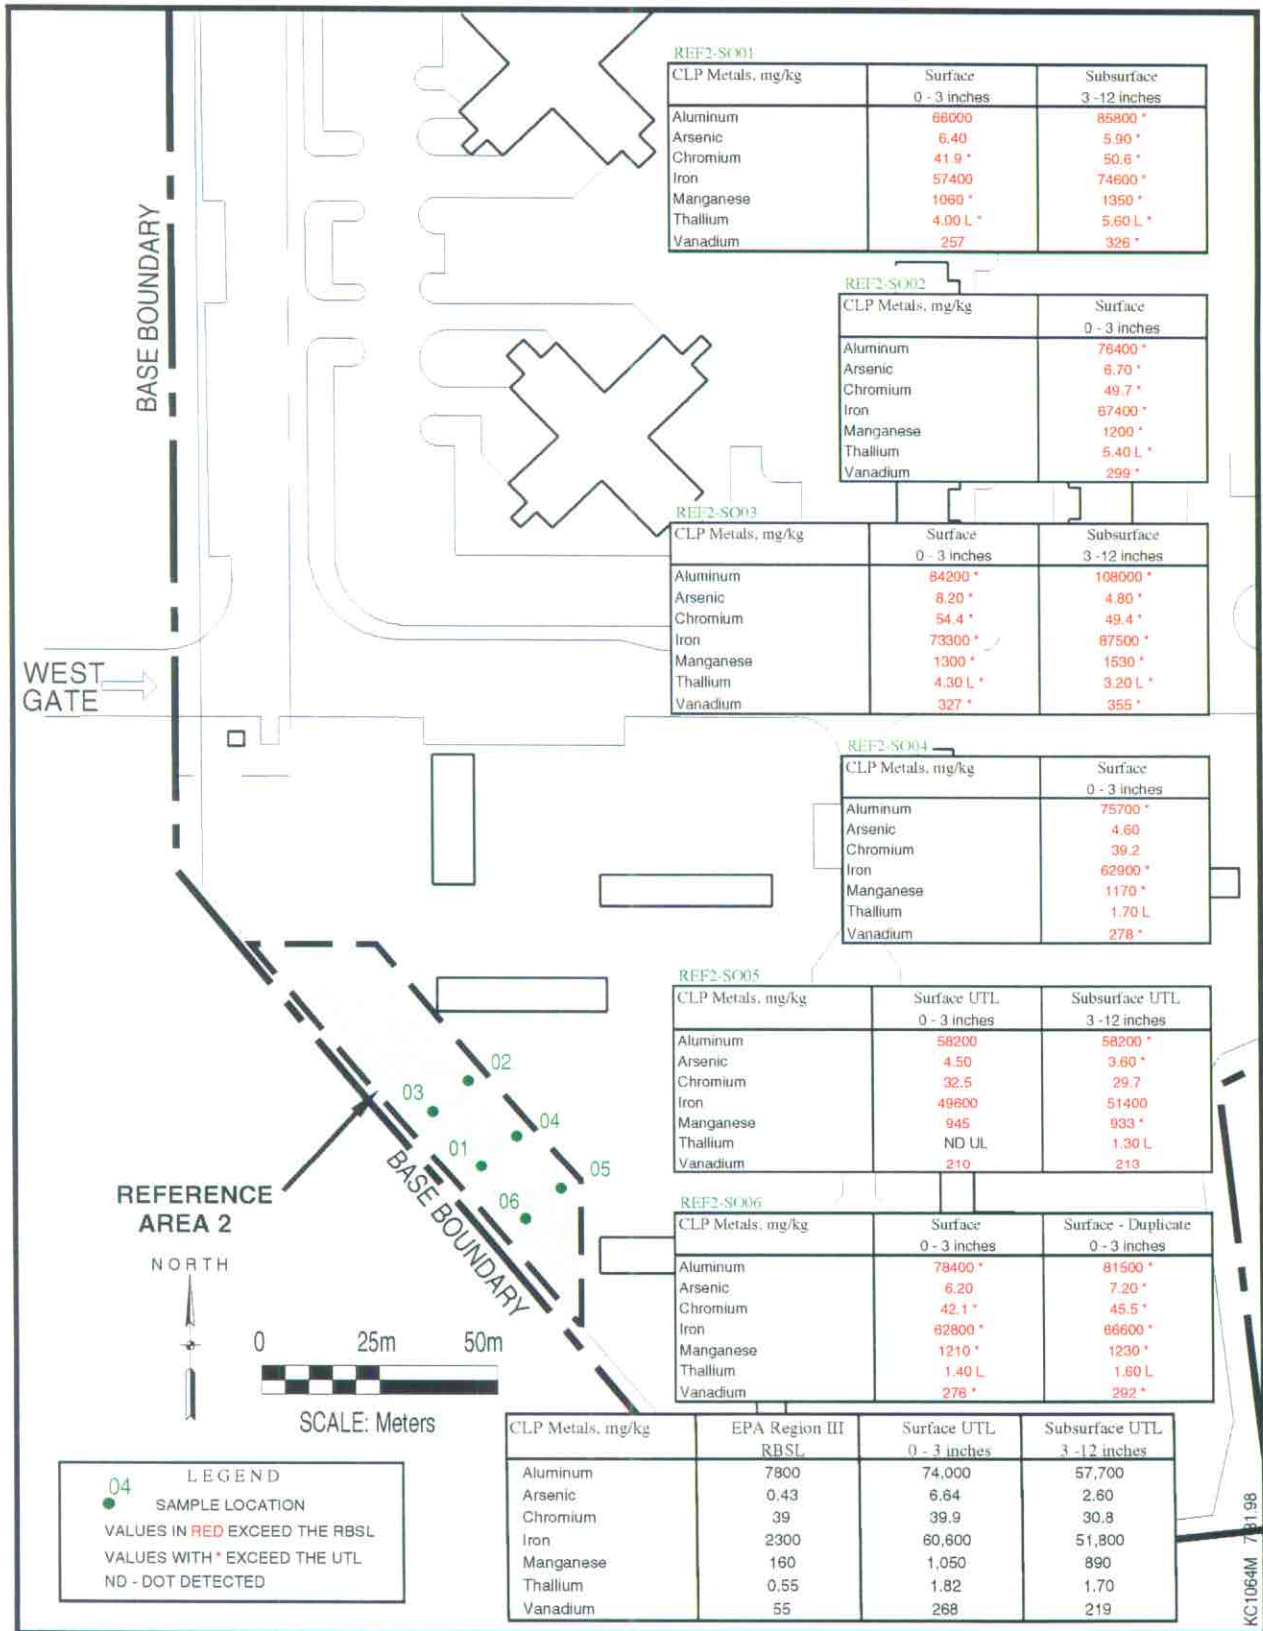 REF2-SO01
CLP Metals, mg/kg Surface 0 - 3 inches Subsurface 3 -12 inches
Aluminum 66000 85800 *
Arsenic 6.40 5.90 *
Chromium 41.9 * 50.6 *
Iron 57400 74600 *
Manganese 1060 * 1350 *
Thallium 4.00 L * 5.60 L *
Vanadium 257 326 *
REF2-SO02
CLP Metals, mg/kg Surface 0 - 3 inches
Aluminum 76400 *
Arsenic 6.70 *
Chromium 49.7 *
Iron 67400 *
Manganese 1200 *
Thallium 5.40 L *
Vanadium 299 *
REF2-SO03
CLP Metals, mg/kg Surface 0 - 3 inches Subsurface 3 -12 inches
Aluminum 84200 * 108000 *
Arsenic 8.20 * 4.80 *
Chromium 54.4 * 49.4 *
Iron 73300 * 87500 *
Manganese 1300 * 1530 *
Thallium 4.30 L * 3.20 L *
Vanadium 327 * 355 *
REF2-SO04
CLP Metals, mg/kg Surface 0 - 3 inches
Aluminum 75700 *
Arsenic 4.60
Chromium 39.2
Iron 62900 *
Manganese 1170 *
Thallium 1.70 L
Vanadium 278 *
REF2-SO05
CLP Metals, mg/kg Surface UTL 0 - 3 inches Subsurface UTL 3 -12 inches
Aluminum 58200 58200 *
Arsenic 4.50 3.60 *
Chromium 32.5 29.7
Iron 49600 51400
Manganese 945 933 *
Thallium ND UL 1.30 L
Vanadium 210 213
REF2-SO06
CLP Metals, mg/kg Surface 0 - 3 inches Surface - Duplicate 0 - 3 inches
Aluminum 78400 * 81500 *
Arsenic 6.20 7.20 *
Chromium 42.1 * 45.5 *
Iron 62800 * 66600 *
Manganese 1210 * 1230 *
Thallium 1.40 L 1.60 L
Vanadium 276 * 292 *
CLP Metals, mg/kg EPA Region III RBSL Surface UTL 0 - 3 inches Subsurface UTL 3 -12 inches
Aluminum 7800 74,000 57,700
Arsenic 0.43 6.64 2.60
Chromium 39 39.9 30.8
Iron 2300 60,600 51,800
Manganese 160 1,050 890
Thallium 0.55 1.82 1.70
Vanadium 55 268 219
BASE BOUNDARY
WEST
GATE
02
03
04
01
05
06
BASE BOUNDARY
REFERENCE
AREA 2
NORTH
0 25m 50m
SCALE: Meters
LEGEND
04
SAMPLE LOCATION
VALUES IN RED EXCEED THE RBSL
VALUES WITH * EXCEED THE UTL
ND - DOT DETECTED
KC1064M